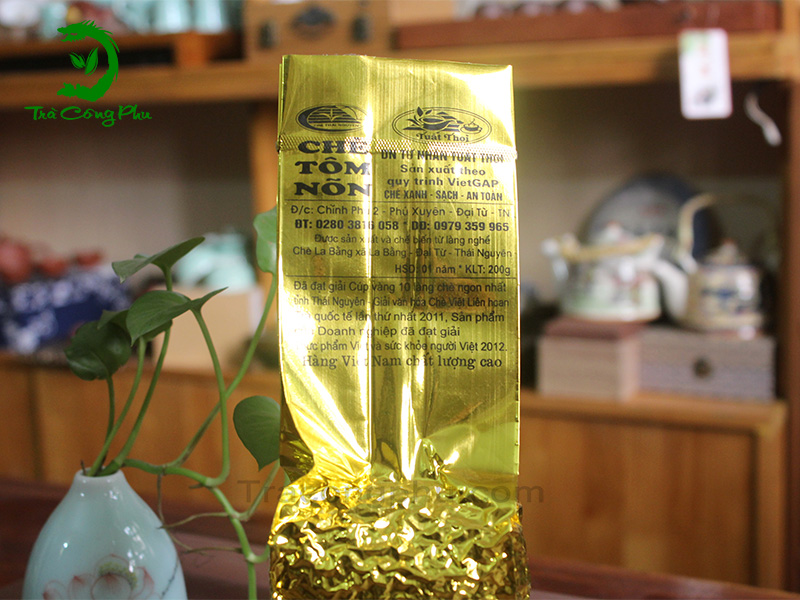 Trà Công Phu
Tuất Thoi
CHÈ
TÔM
NÕN
DN TƯ NHÂN TUẤT THOI
Sản xuất theo
quy trình VietGAP
CHÈ XANH - SẠCH - AN TOÀN
Đ/c: Chính Phú 2 - Phú Xuyên - Đại Từ - TN
ĐT: 0280 3816 058 * DĐ: 0979 359 965
Được sản xuất và chế biến từ làng nghề
Chè La Bằng xã La Bằng - Đại Từ - Thái Nguyên
HSD: 01 năm * KLT: 200g
Đã đạt giải Cúp vàng 10 làng chè ngon nhất
tỉnh Thái Nguyên - Giải văn hóa Chè Việt Liên hoan
quốc tế lần thứ nhất 2011, Sản phẩm
Doanh nghiệp đã đạt giải
phẩm Việt và sức khỏe người Việt 2012.
Hàng Việt Nam chất lượng cao
TraCongPhu.com